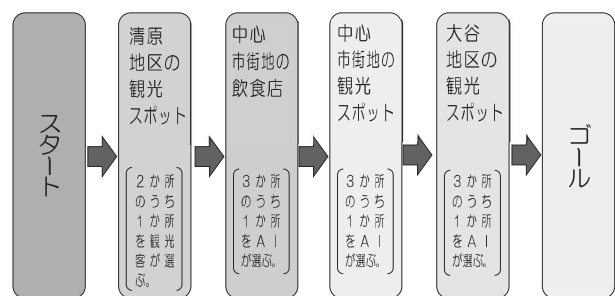 スタート
清原
地区の
観光
スポット
2か所
のうち
1か所
を観光
客が選
ぶ。
中心
市街地の
飲食店
3か所
のうち
1か所
をAI
が選ぶ。
中心
市街地の
観光
スポット
3か所
のうち
1か所
をAI
が選ぶ。
大谷
地区の
観光
スポット
3か所
のうち
1か所
をAI
が選ぶ。
ゴール